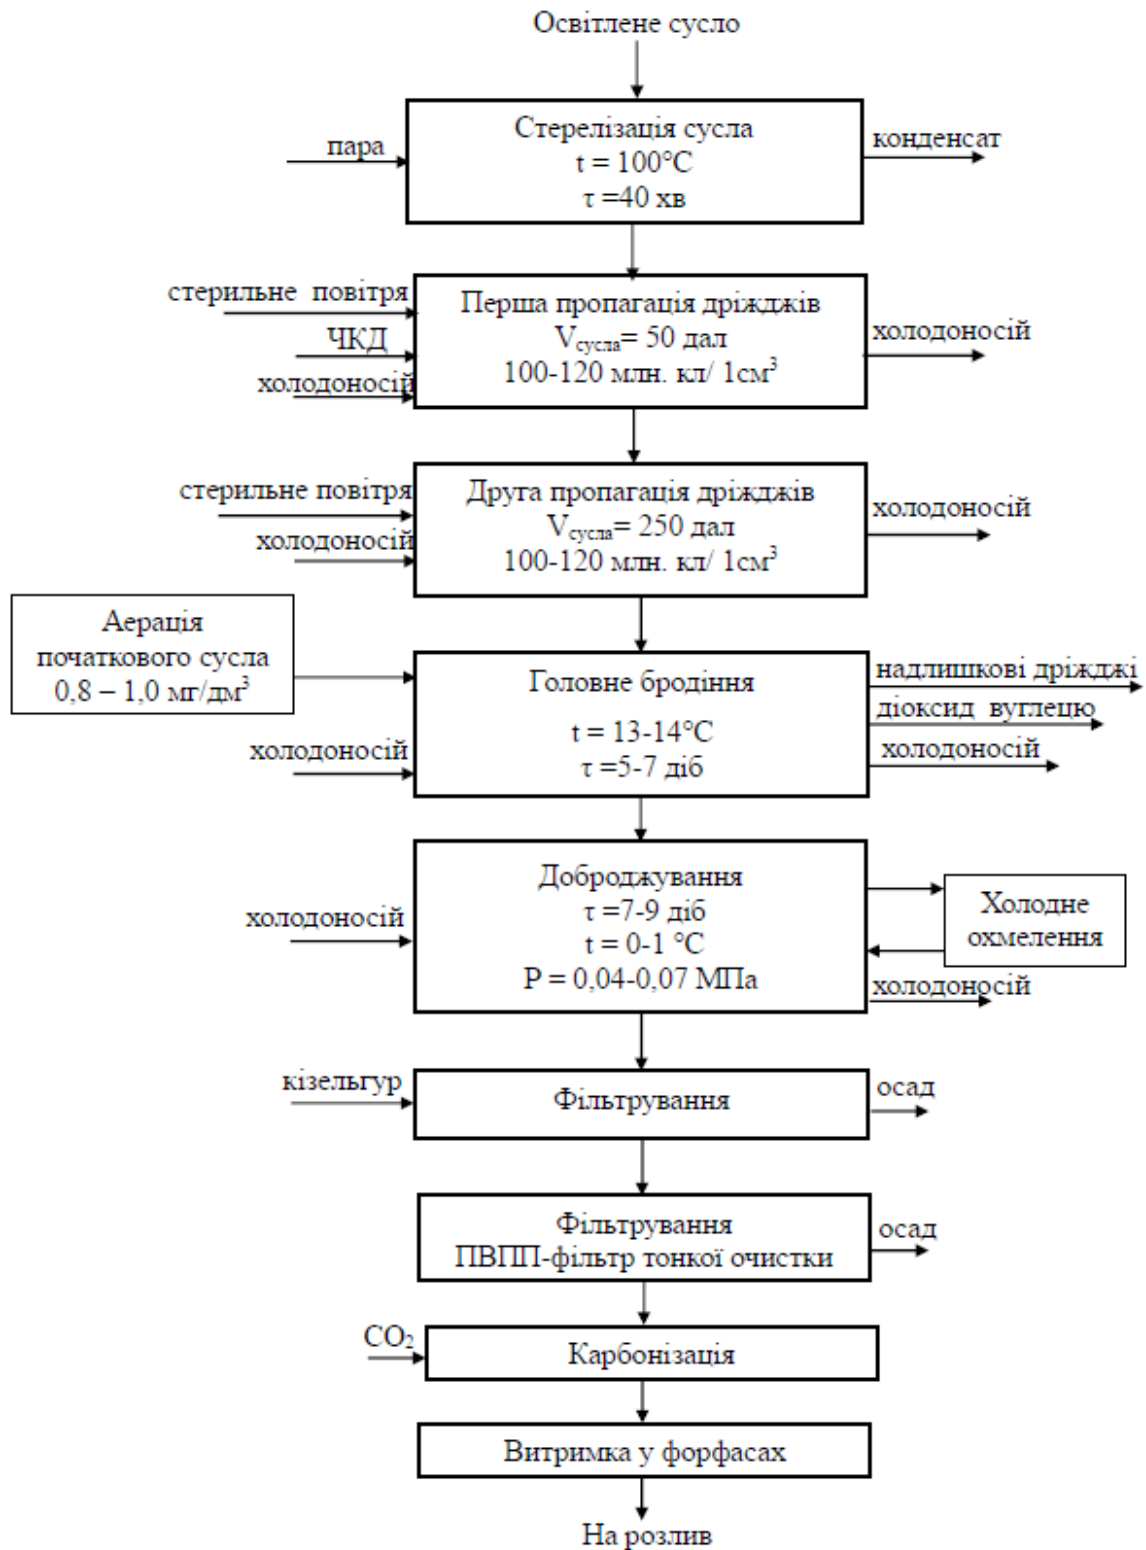 Освітлене сусло
Стерелізація сусла
t = 100°C
τ =40 хв
пара
конденсат
стерильне повітря
ЧКД
холодоносій
Перша пропагація дріжджів
Vсусла= 50 дал
100-120 млн. кл/ 1см³
холодоносій
стерильне повітря
холодоносій
Друга пропагація дріжджів
Vсусла= 250 дал
100-120 млн. кл/ 1см³
холодоносій
Аерація
початкового сусла
0,8 – 1,0 мг/дм³
холодоносій
Головне бродіння
t = 13-14°C
τ =5-7 діб
надлишкові дріжджі
діоксид вуглецю
холодоносій
холодоносій
Доброджування
τ =7-9 діб
t = 0-1 °C
P = 0,04-0,07 МПа
Холодне
охмелення
холодоносій
кізельгур
Фільтрування
осад
Фільтрування
ПВПП-фільтр тонкої очистки
осад
CO₂
Карбонізація
Витримка у форфасах
На розлив